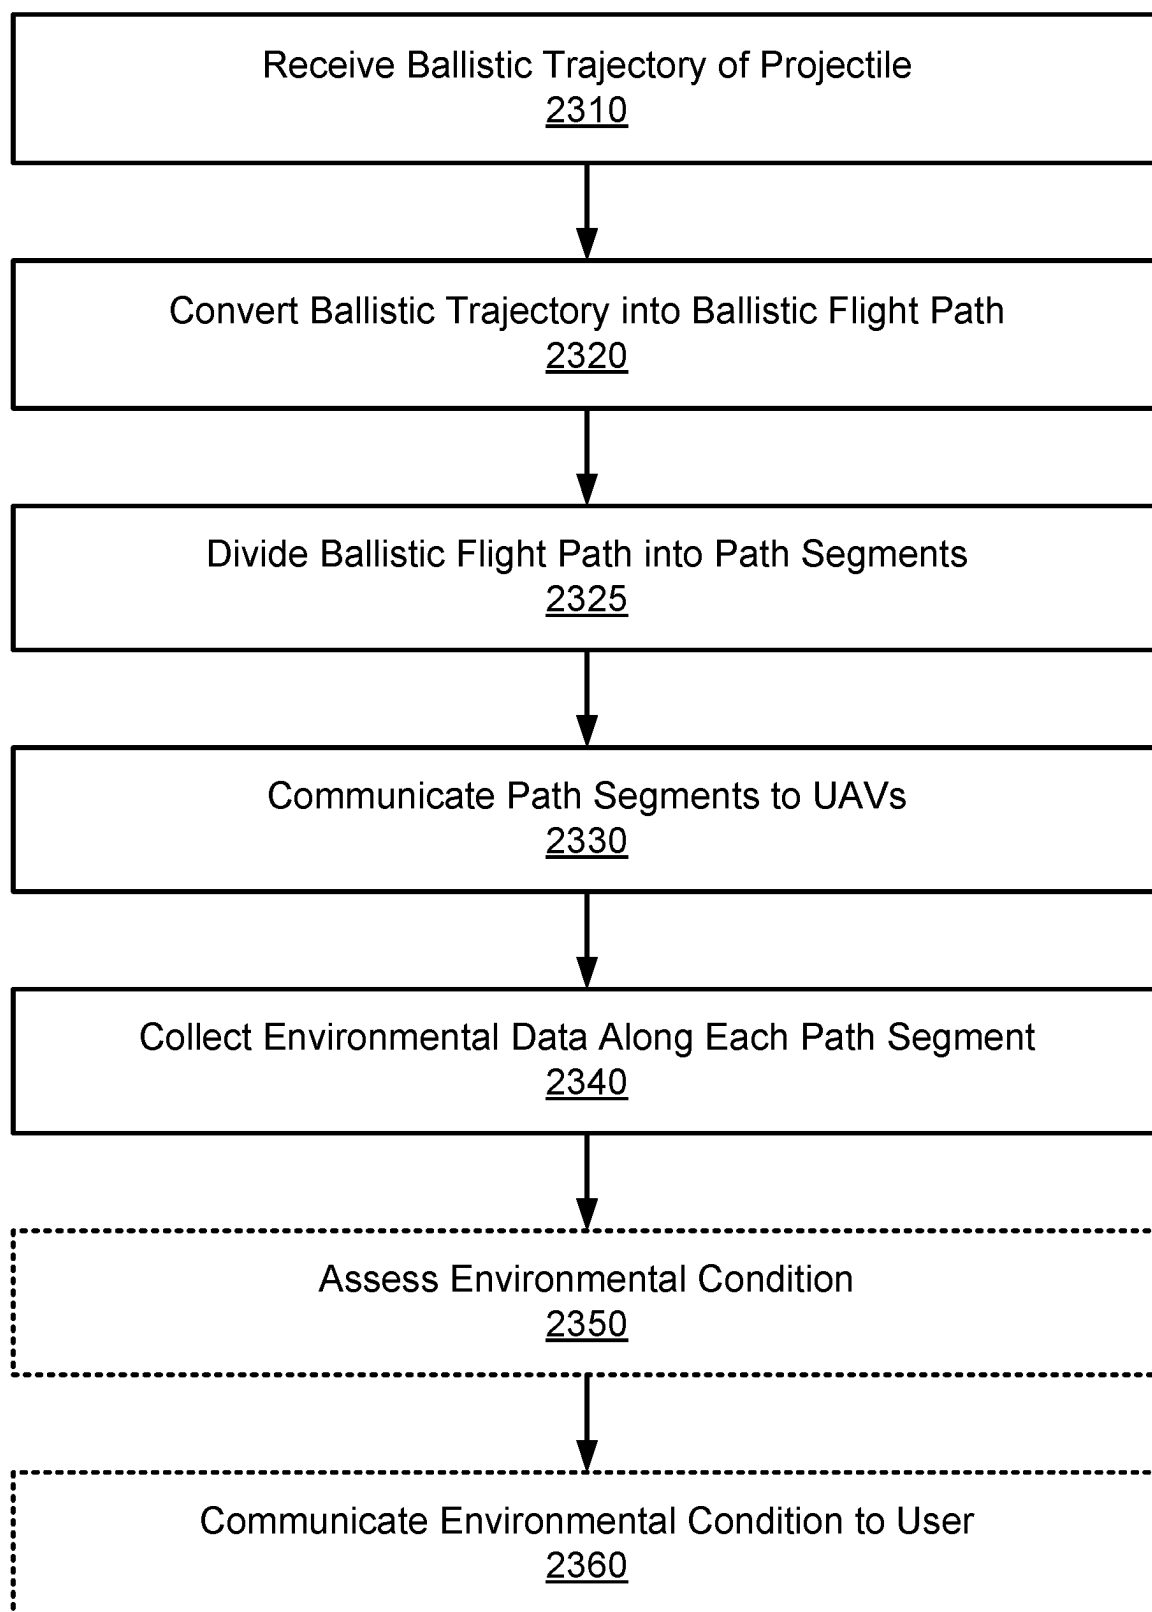 Receive Ballistic Trajectory of Projectile
2310
Convert Ballistic Trajectory into Ballistic Flight Path
2320
Divide Ballistic Flight Path into Path Segments
2325
Communicate Path Segments to UAVs
2330
Collect Environmental Data Along Each Path Segment
2340
Assess Environmental Condition
2350
Communicate Environmental Condition to User
2360